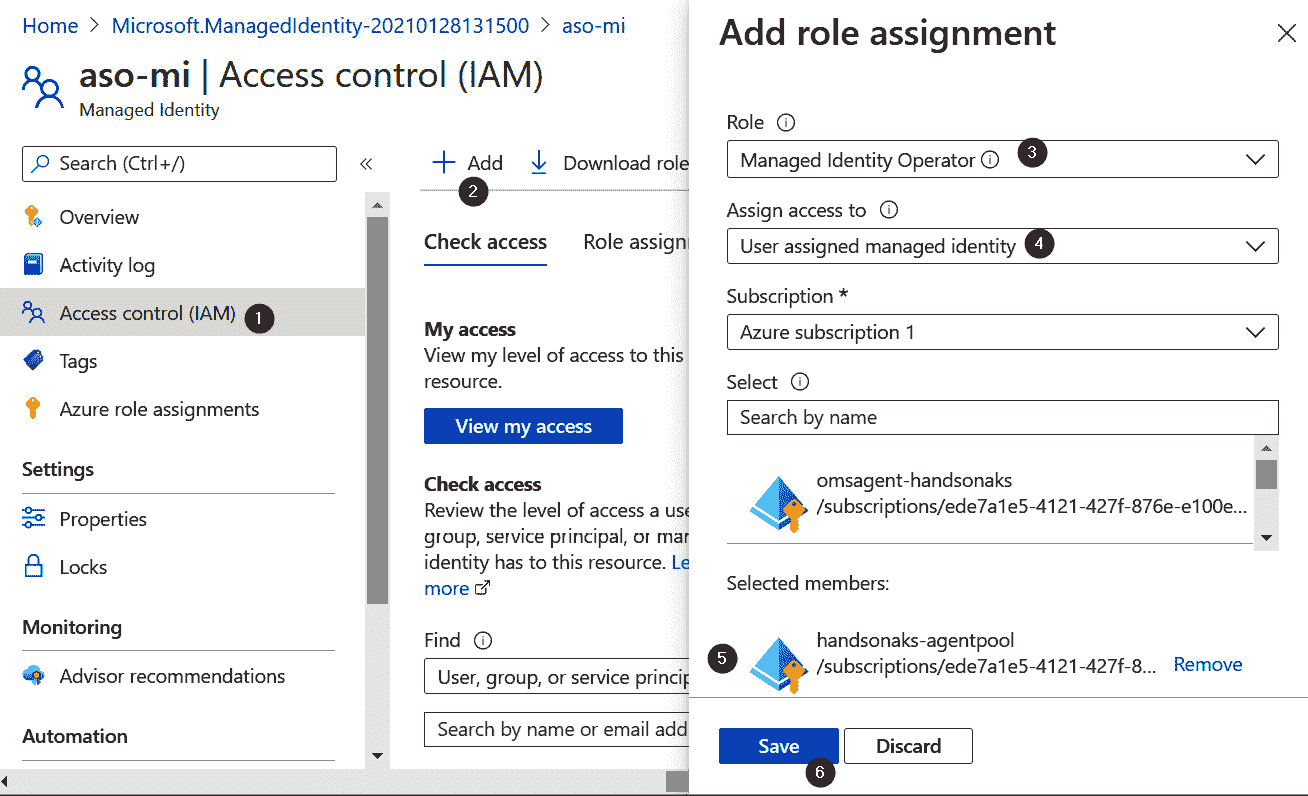 Home > Microsoft.ManagedIdentity-20210128131500 > aso-mi
aso-mi | Access control (IAM)
Managed Identity
Search (Ctrl+/)
«
Overview
Activity log
Access control (IAM) 1
Tags
Azure role assignments
Settings
Properties
Locks
Monitoring
Advisor recommendations
Automation
+ Add
Download role
2
Check access
Role assignn
My access
View my level of access to this
resource.
View my access
Check access
Review the level of access a use
group, service principal, or mar
identity has to this resource. Le
more
Find
User, group, or service princip
Search by name or email add
Add role assignment
Role
Managed Identity Operator 3
Assign access to
User assigned managed identity 4
Subscription *
Azure subscription 1
Select
Search by name
omsagent-handsonaks
/subscriptions/ede7a1e5-4121-427f-876e-e100e...
Selected members:
5
handsonaks-agentpool
/subscriptions/ede7a1e5-4121-427f-8...
Remove
Save
Discard
6